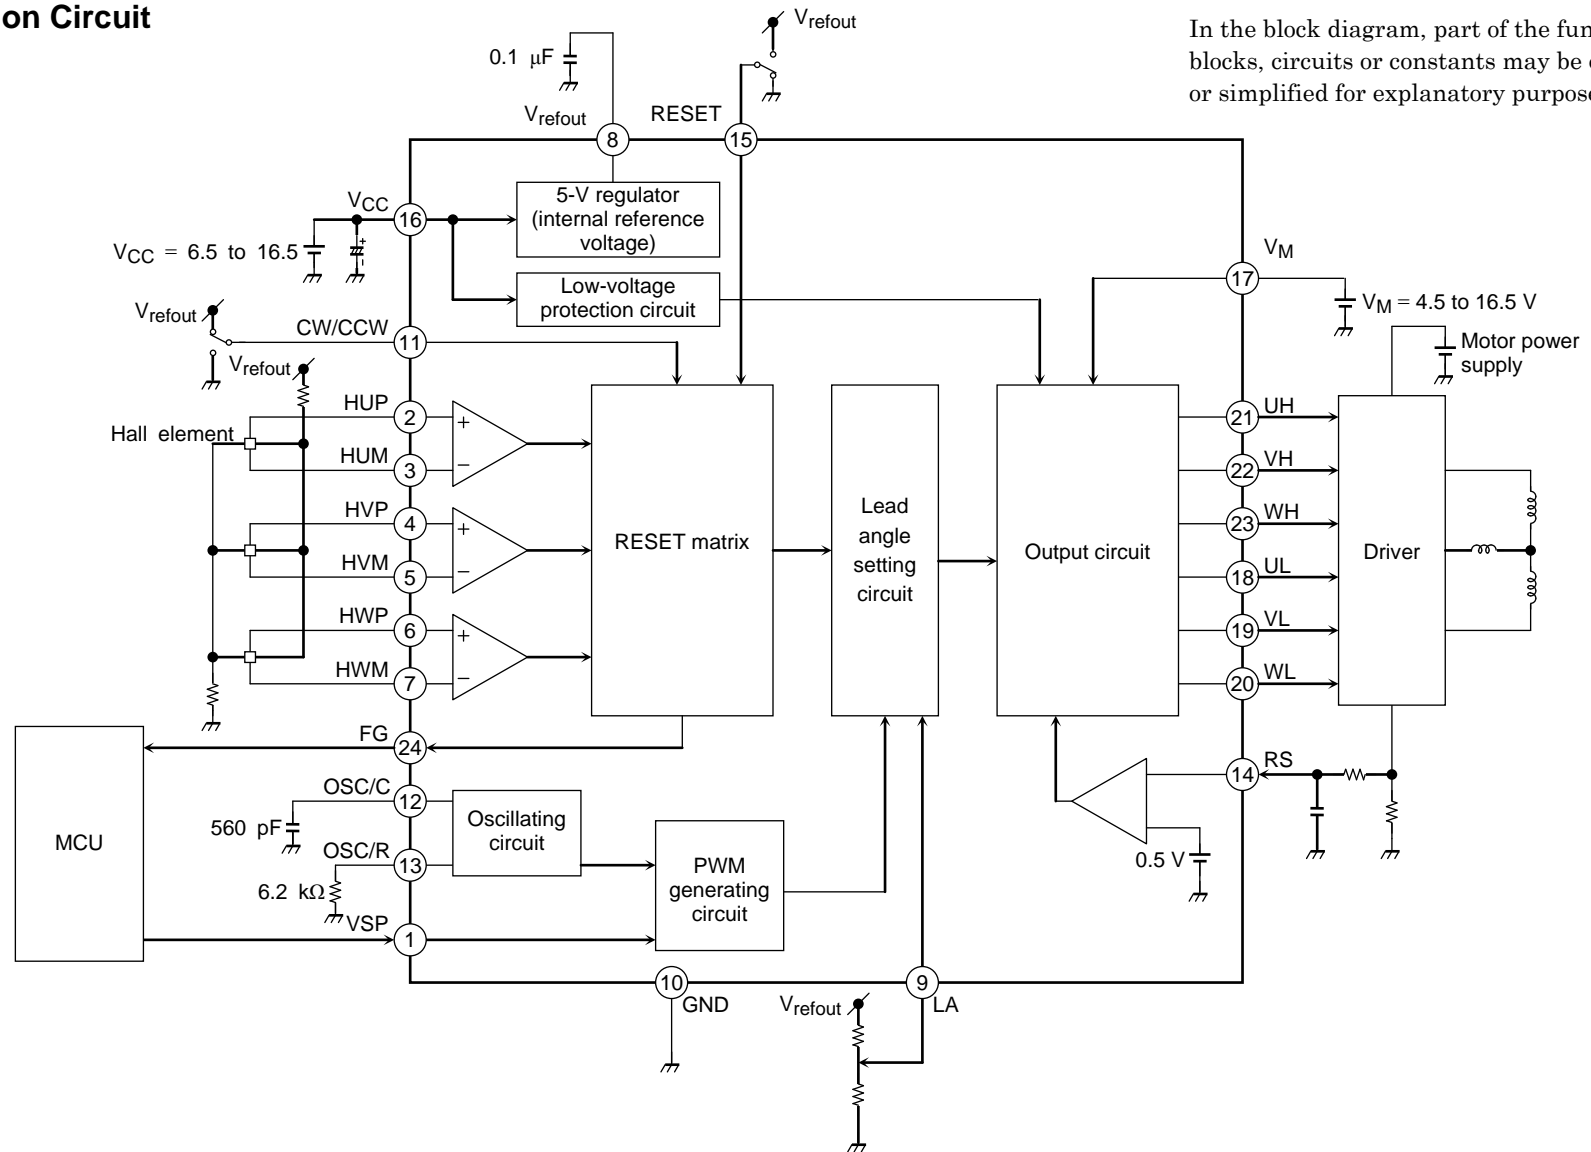 on Circuit
In the block diagram, part of the fun
blocks, circuits or constants may be
or simplified for explanatory purpose
Vrefout
0.1 μF
Vrefout
RESET
8
15
VCC
16
5-V regulator
(internal reference
voltage)
VCC = 6.5 to 16.5
+
-
Low-voltage
protection circuit
VM
17
VM = 4.5 to 16.5 V
Vrefout
CW/CCW
11
Motor power
supply
Vrefout
HUP
2
+
Hall element
HUM
3
−
HVP
4
+
HVM
5
−
HWP
6
+
HWM
7
−
RESET matrix
Lead
angle
setting
circuit
Output circuit
21
UH
22
VH
23
WH
18
UL
19
VL
20
WL
Driver
FG
24
14
RS
MCU
OSC/C
12
560 pF
Oscillating
circuit
OSC/R
13
6.2 kΩ
PWM
generating
circuit
0.5 V
VSP
1
10
GND
9
LA
Vrefout